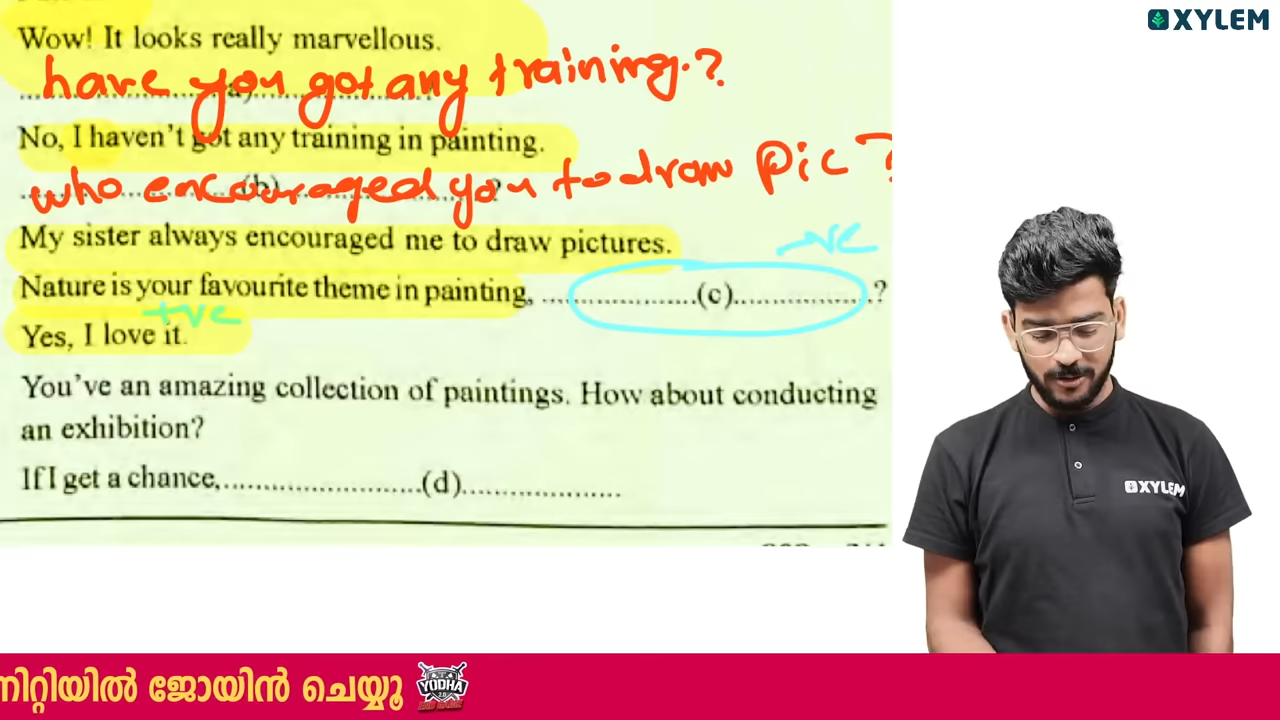 XYLEM
Wow! It looks really marvellous.
have you got any training.?
....................(a)....................?
No, I haven't got any training in painting.
who encouraged you to draw pic ?
....................(b)....................?
My sister always encouraged me to draw pictures.
-ve
Nature is your favourite theme in painting, ....................(c)..................?
+ve
Yes, I love it.
You've an amazing collection of paintings. How about conducting
an exhibition?
If I get a chance,.........................(d)....................
XYLEM
നിറ്റിയിൽ ജോയിൻ ചെയ്യൂ
YODHA
2.0